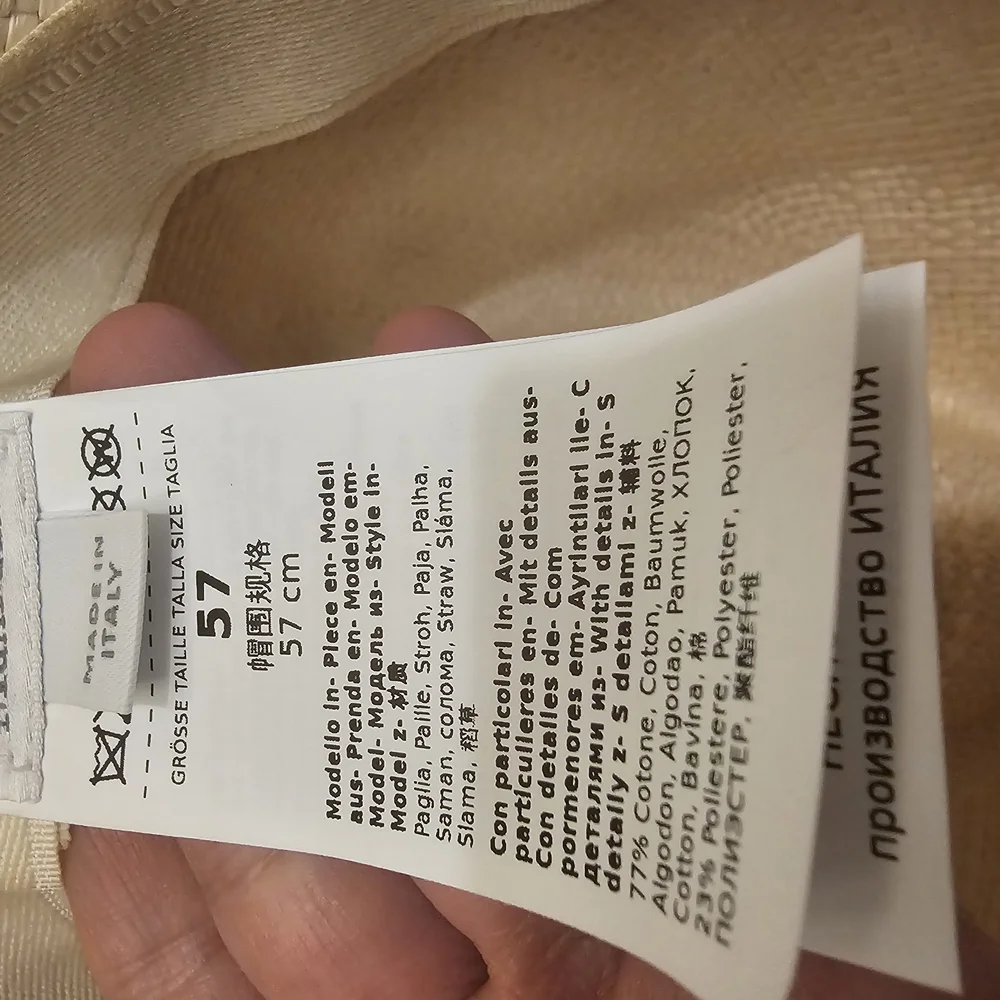 MADE IN
ITALY
GRÖSSE TAILLE TALLA SIZE TAGLIA
57
帽围规格
57 cm
Modello in- Piece en- Modell
aus- Prenda en- Modelo em-
Model- Модель из- Style in-
Model z- 材质
Paglia, Paille, Stroh, Paja, Palha,
Saman, солома, Straw, Sláma,
Slama, 稻草
Con particolari in- Avec
particulieres en- Mit details aus-
Con detalles de- Com
pormenores em- Ayrintilari ile- C
деталями из- With details in- S
detaily z- S detailami z- 辅料
77% Cotone, Coton, Baumwolle,
Algodon, Algodao, Pamuk, ХЛОПОК,
Cotton, Bavlna, 棉
23% Poliestere, Polyester, Poliester,
ПОЛИЭСТЕР, 聚酯纤维
ПРОИЗВОДСТВО ИТАЛИЯ